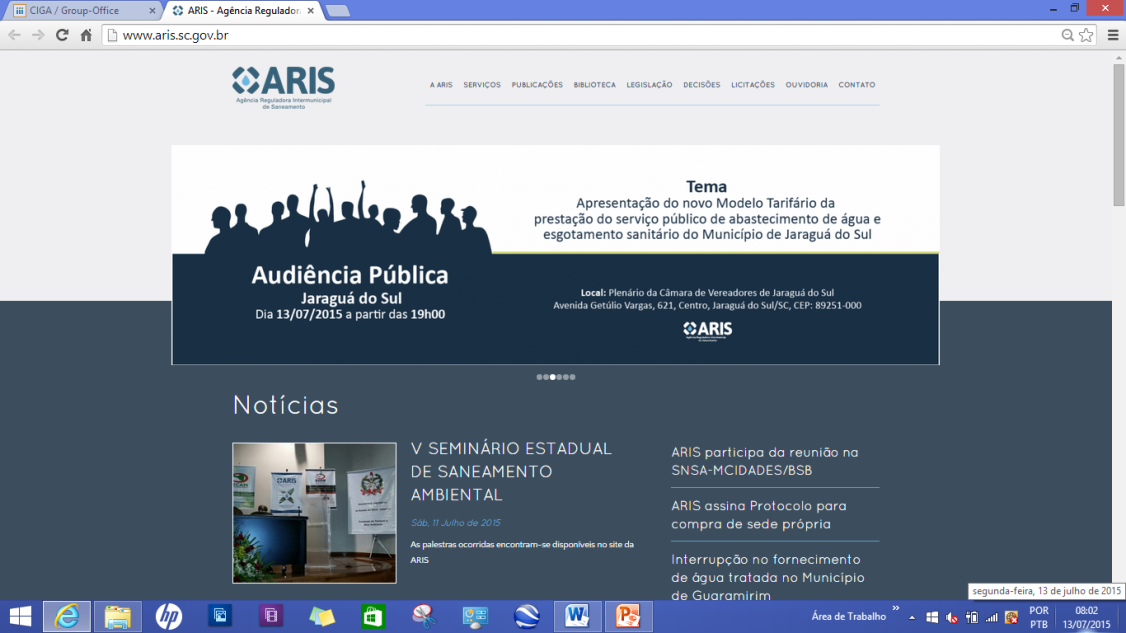 CIGA / Group-Office
ARIS - Agência Regulador
www.aris.sc.gov.br
ARIS
Agência Reguladora Intermunicipal
de Saneamento
A ARIS SERVIÇOS PUBLICAÇÕES BIBLIOTECA LEGISLAÇÃO DECISÕES LICITAÇÕES OUVIDORIA CONTATO
Tema
Apresentação do novo Modelo Tarifário da
prestação do serviço público de abastecimento de água e
esgotamento sanitário do Município de Jaraguá do Sul
Audiência Pública
Jaraguá do Sul
Dia 13/07/2015 a partir das 19h00
Local: Plenário da Câmara de Vereadores de Jaraguá do Sul
Avenida Getúlio Vargas, 621, Centro, Jaraguá do Sul/SC, CEP: 89251-000
ARIS
Notícias
V SEMINÁRIO ESTADUAL
DE SANEAMENTO
AMBIENTAL
Sáb, 11 Julho de 2015
As palestras ocorridas encontram-se disponíveis no site da
ARIS
ARIS
ARIS participa da reunião na
SNSA-MCIDADES/BSB
ARIS assina Protocolo para
compra de sede própria
Interrupção no fornecimento
de água tratada no Município
de Guaramirim
segunda-feira, 13 de julho de 2015
hp
Área de Trabalho
POR
PTB
08:02
13/07/2015